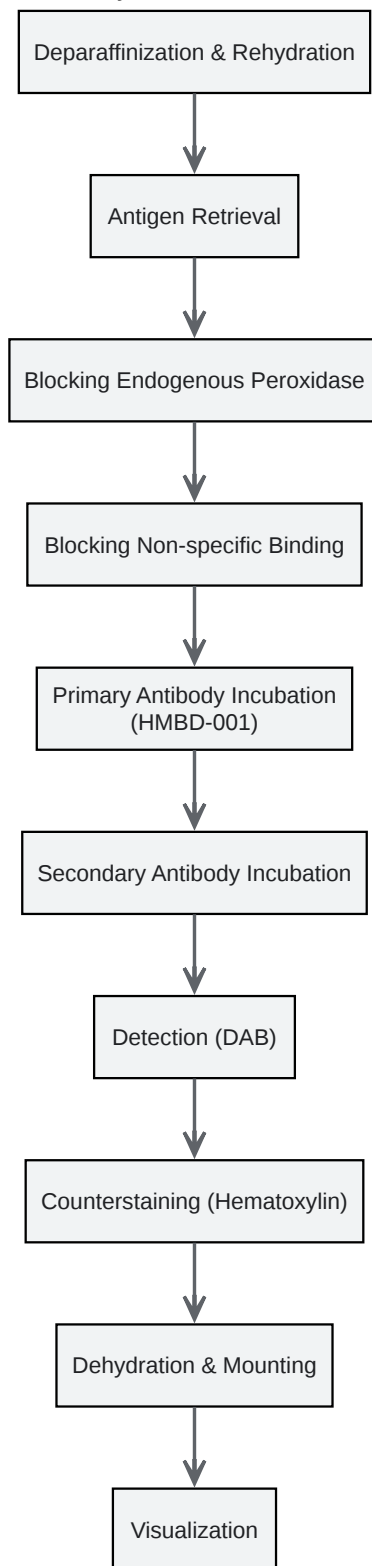 Deparaffinization & Rehydration
Antigen Retrieval
Blocking Endogenous Peroxidase
Blocking Non-specific Binding
Primary Antibody Incubation
(HMBD-001)
Secondary Antibody Incubation
Detection (DAB)
Counterstaining (Hematoxylin)
Dehydration & Mounting
Visualization